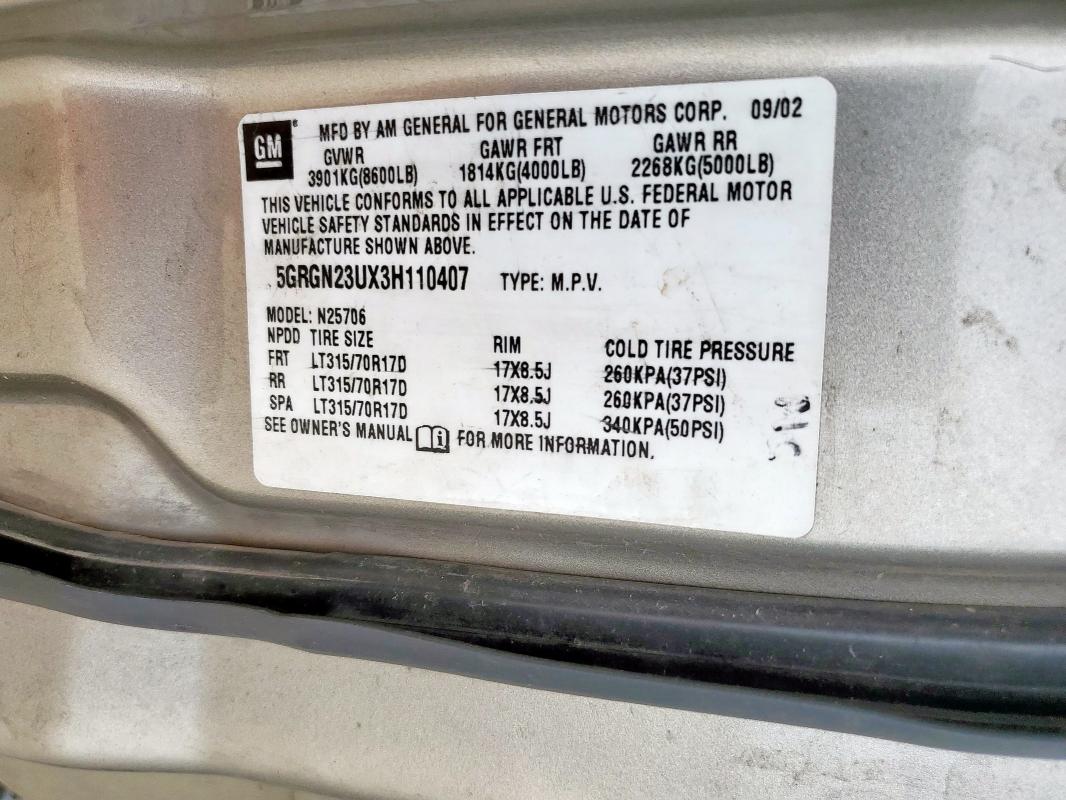 GM® MFD BY AM GENERAL FOR GENERAL MOTORS CORP. 09/02
GVWR GAWR FRT GAWR RR
3901KG(8600LB) 1814KG(4000LB) 2268KG(5000LB)
THIS VEHICLE CONFORMS TO ALL APPLICABLE U.S. FEDERAL MOTOR
VEHICLE SAFETY STANDARDS IN EFFECT ON THE DATE OF
MANUFACTURE SHOWN ABOVE.
5GRGN23UX3H110407 TYPE: M.P.V.
MODEL: N25706
NPDD TIRE SIZE RIM COLD TIRE PRESSURE
FRT LT315/70R17D 17X8.5J 260KPA(37PSI)
RR LT315/70R17D 17X8.5J 260KPA(37PSI)
SPA LT315/70R17D 17X8.5J 340KPA(50PSI)
SEE OWNER'S MANUAL FOR MORE INFORMATION.